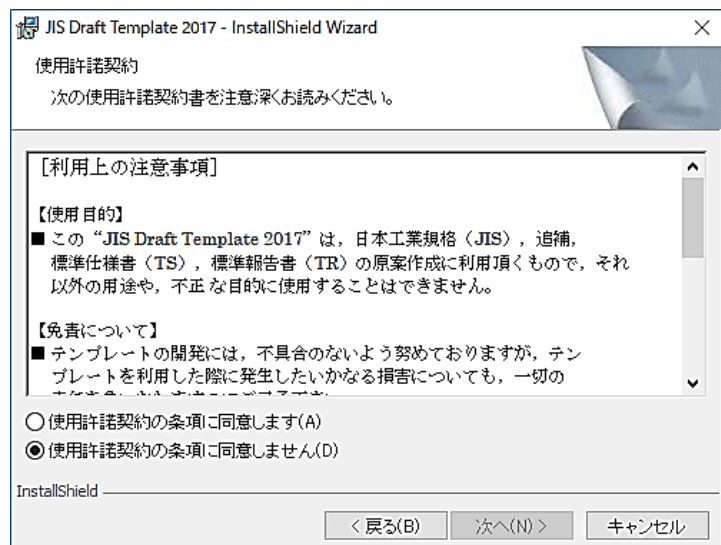 JIS Draft Template 2017 - InstallShield Wizard
使用許諾契約
次の使用許諾契約書を注意深くお読みください。
[利用上の注意事項]
【使用目的】
■ この “JIS Draft Template 2017” は，日本工業規格（JIS），追補，
標準仕様書（TS），標準報告書（TR）の原案作成に利用頂くもので，それ
以外の用途や，不正な目的に使用することはできません。
【免責について】
■ テンプレートの開発には，不具合のないよう努めておりますが，テン
プレートを利用した際に発生したいかなる損害についても，一切の
使用許諾契約の条項に同意します(A)
使用許諾契約の条項に同意しません(D)
InstallShield
< 戻る(B)
次へ(N) >
キャンセル